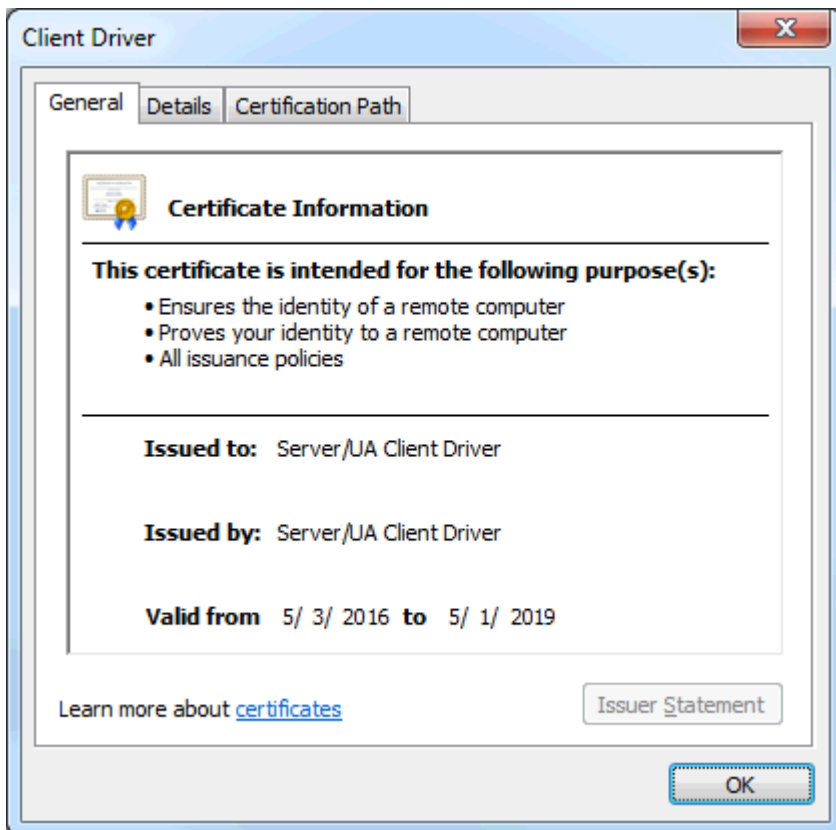 Client Driver
General Details Certification Path
Certificate Information
This certificate is intended for the following purpose(s):
• Ensures the identity of a remote computer
• Proves your identity to a remote computer
• All issuance policies
Issued to: Server/UA Client Driver
Issued by: Server/UA Client Driver
Valid from 5/ 3/ 2016 to 5/ 1/ 2019
Learn more about certificates
Issuer Statement
OK